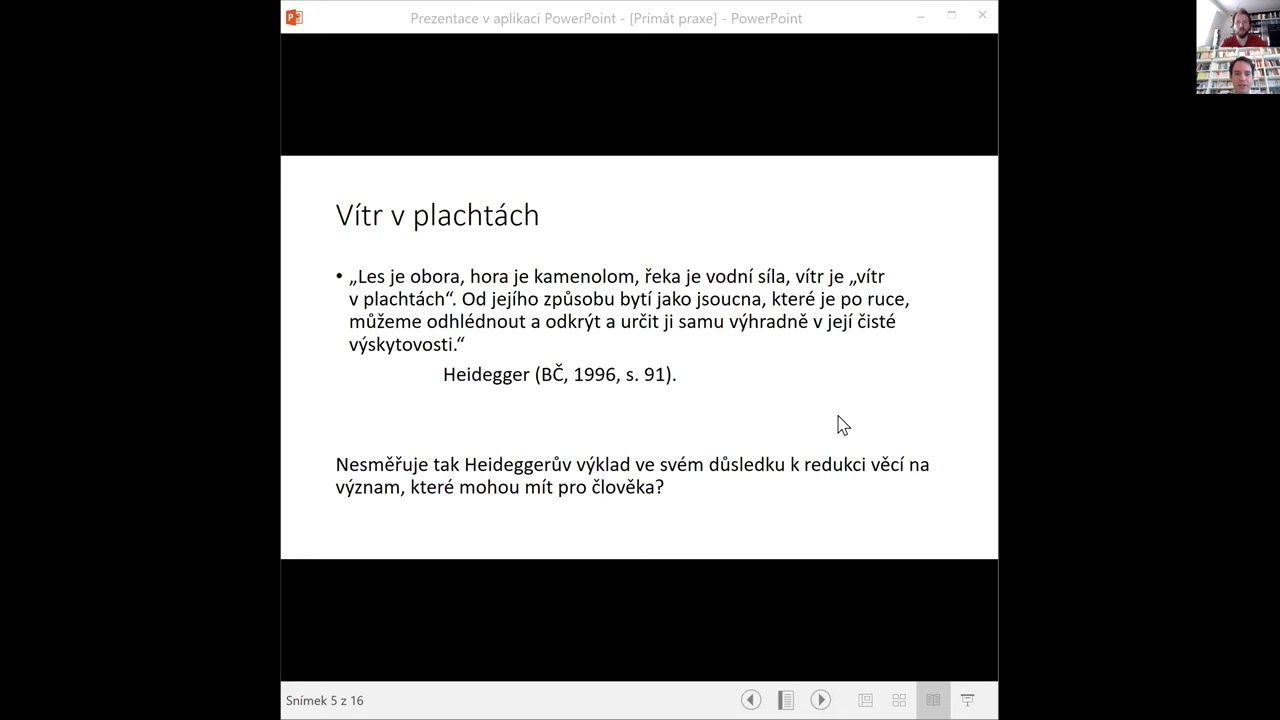 Prezentace v aplikaci PowerPoint - [Primát praxe] - PowerPoint
Vítr v plachtách
• „Les je obora, hora je kamenolom, řeka je vodní síla, vítr je „vítr
v plachtách“. Od jejího způsobu bytí jako jsoucna, které je po ruce,
můžeme odhlédnout a odkrýt a určit ji samu výhradně v její čisté
výskytovosti.“
Heidegger (BČ, 1996, s. 91).
Nesměřuje tak Heideggerův výklad ve svém důsledku k redukci věcí na
význam, které mohou mít pro člověka?
Snímek 5 z 16